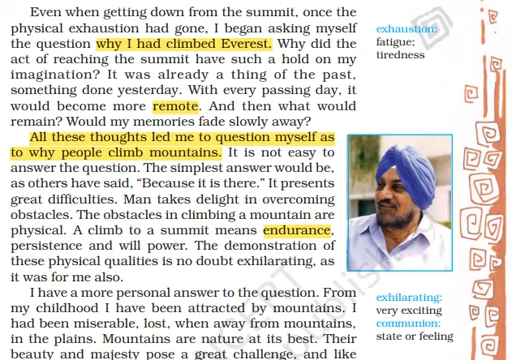 Even when getting down from the summit, once the
physical exhaustion had gone, I began asking myself
the question why I had climbed Everest. Why did the
act of reaching the summit have such a hold on my
imagination? It was already a thing of the past,
something done yesterday. With every passing day, it
would become more remote. And then what would
remain? Would my memories fade slowly away?
All these thoughts led me to question myself as
to why people climb mountains. It is not easy to
answer the question. The simplest answer would be,
as others have said, “Because it is there.” It presents
great difficulties. Man takes delight in overcoming
obstacles. The obstacles in climbing a mountain are
physical. A climb to a summit means endurance,
persistence and will power. The demonstration of
these physical qualities is no doubt exhilarating, as
it was for me also.
I have a more personal answer to the question. From
my childhood I have been attracted by mountains. I
had been miserable, lost, when away from mountains,
in the plains. Mountains are nature at its best. Their
beauty and majesty pose a great challenge, and like
exhaustion:
fatigue;
tiredness
exhilarating:
very exciting
communion:
state or feeling